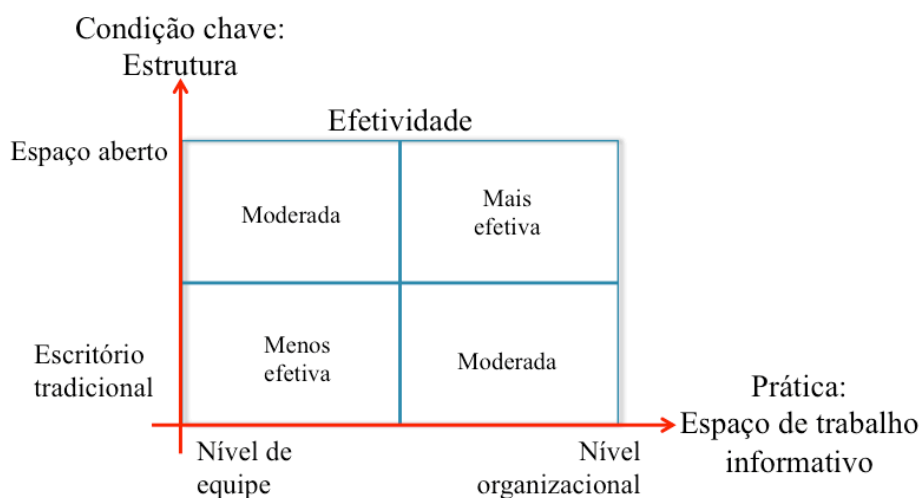 Condição chave:
Estrutura
Efetividade
Espaço aberto
Moderada
Mais
efetiva
Escritório
tradicional
Menos
efetiva
Moderada
Prática:
Espaço de trabalho
informativo
Nível de
equipe
Nível
organizacional